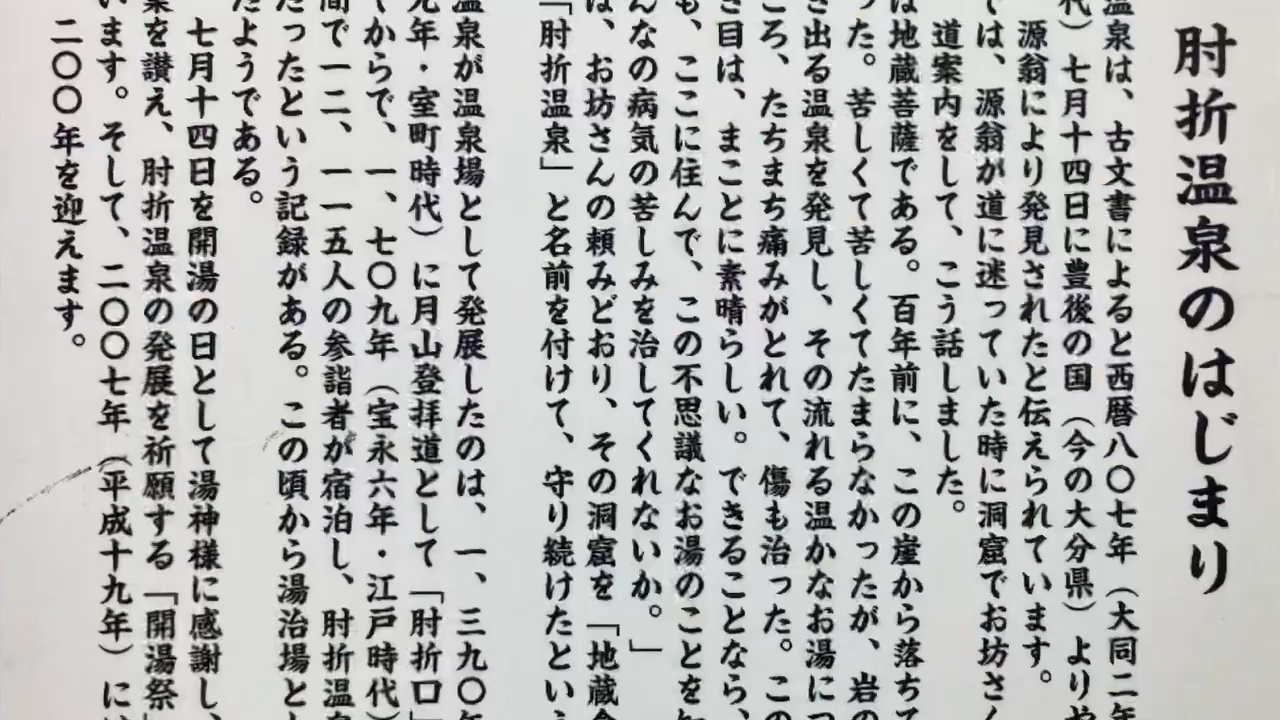 肘折温泉のはじまり
温泉は、古文書によると西暦八〇七年（大同二年
代）七月十四日に豊後の国（今の大分県）よりや
源翁により発見されたと伝えられています。
では、源翁が道に迷っていた時に洞窟でお坊さん
道案内をして、こう話しました。
は地蔵菩薩である。百年前に、この崖から落ちて
った。苦しくて苦しくてたまらなかったが、岩の
き出る温泉を発見し、その流れる温かなお湯につ
ころ、たちまち痛みがとれて、傷も治った。この
き目は、まことに素晴らしい。できることなら、
も、ここに住んで、この不思議なお湯のことを
んなの病気の苦しみを治してくれないか。」
は、お坊さんの頼みどおり、その洞窟を「地蔵
「肘折温泉」と名前を付けて、守り続けたという
温泉が温泉場として発展したのは、一、三九〇年
元年・室町時代）に月山登拝道として「肘折口」
てからで、一、七〇九年（宝永六年・江戸時代）
間で一二、一一五人の参詣者が宿泊し、肘折温泉
だったという記録がある。この頃から湯治場と
たようである。
七月十四日を開湯の日として湯神様に感謝し、
業を讃え、肘折温泉の発展を祈願する「開湯祭」
います。そして、二〇〇七年（平成十九年）に
二〇〇年を迎えます。